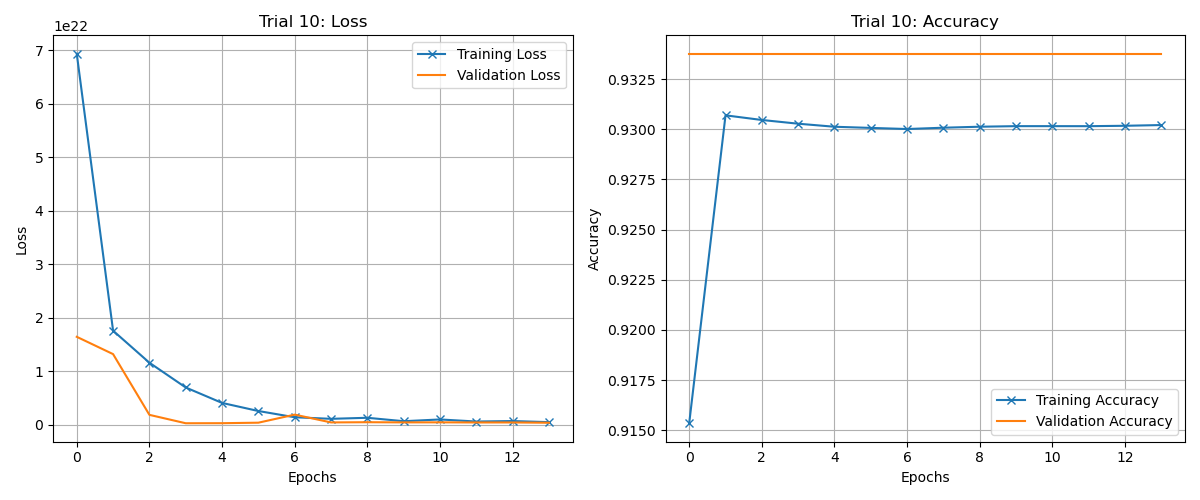 Trial 10: Loss
1e22
7
6
5
4
3
2
1
0
Loss
0 2 4 6 8 10 12
Epochs
Training Loss
Validation Loss
Trial 10: Accuracy
0.9325
0.9300
0.9275
0.9250
0.9225
0.9200
0.9175
0.9150
Accuracy
0 2 4 6 8 10 12
Epochs
Training Accuracy
Validation Accuracy